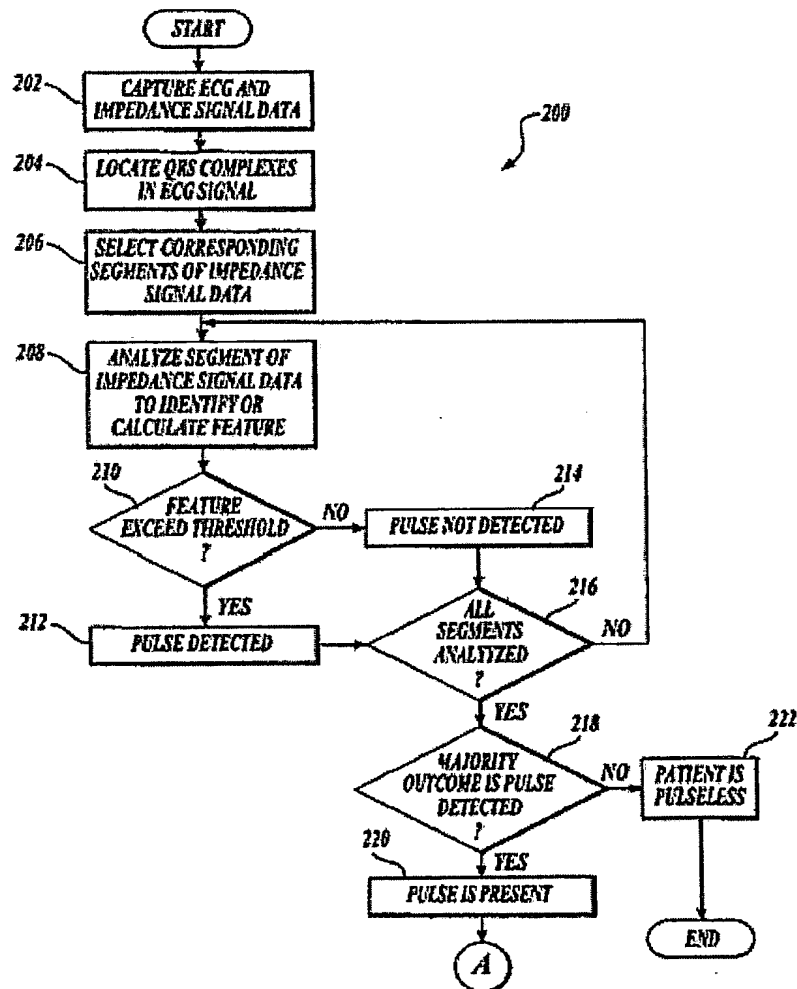 START
202
CAPTURE ECG AND
IMPEDANCE SIGNAL DATA
200
204
LOCATE QRS COMPLEXES
IN ECG SIGNAL
206
SELECT CORRESPONDING
SEGMENTS OF IMPEDANCE
SIGNAL DATA
208
ANALYZE SEGMENT OF
IMPEDANCE SIGNAL DATA
TO IDENTIFY OR
CALCULATE FEATURE
210
FEATURE
EXCEED THRESHOLD
?
NO
214
PULSE NOT DETECTED
YES
212
PULSE DETECTED
216
ALL
SEGMENTS
ANALYZED
?
NO
YES
218
MAJORITY
OUTCOME IS PULSE
DETECTED
?
NO
222
PATIENT IS
PULSELESS
YES
220
PULSE IS PRESENT
A
END